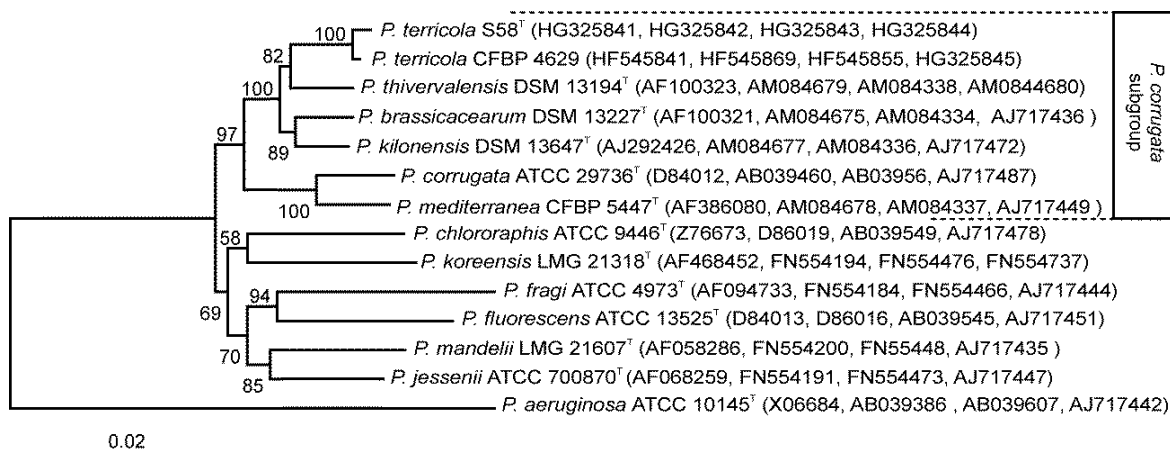 P. terricola S58ᵀ (HG325841, HG325842, HG325843, HG325844)
100
P. terricola CFBP 4629 (HF545841, HF545869, HF545855, HG325845)
82
P. thivervalensis DSM 13194ᵀ (AF100323, AM084679, AM084338, AM0844680)
100
P. brassicacearum DSM 13227ᵀ (AF100321, AM084675, AM084334, AJ717436 )
97
P. kilonensis DSM 13647ᵀ (AJ292426, AM084677, AM084336, AJ717472)
89
P. corrugata ATCC 29736ᵀ (D84012, AB039460, AB03956, AJ717487)
P. mediterranea CFBP 5447ᵀ (AF386080, AM084678, AM084337, AJ717449 )
100
P. corrugata
subgroup
P. chlororaphis ATCC 9446ᵀ (Z76673, D86019, AB039549, AJ717478)
58
P. koreensis LMG 21318ᵀ (AF468452, FN554194, FN554476, FN554737)
P. fragi ATCC 4973ᵀ (AF094733, FN554184, FN554466, AJ717444)
94
69
P. fluorescens ATCC 13525ᵀ (D84013, D86016, AB039545, AJ717451)
P. mandelii LMG 21607ᵀ (AF058286, FN554200, FN55448, AJ717435 )
70
P. jessenii ATCC 700870ᵀ (AF068259, FN554191, FN554473, AJ717447)
85
P. aeruginosa ATCC 10145ᵀ (X06684, AB039386 , AB039607, AJ717442)
0.02